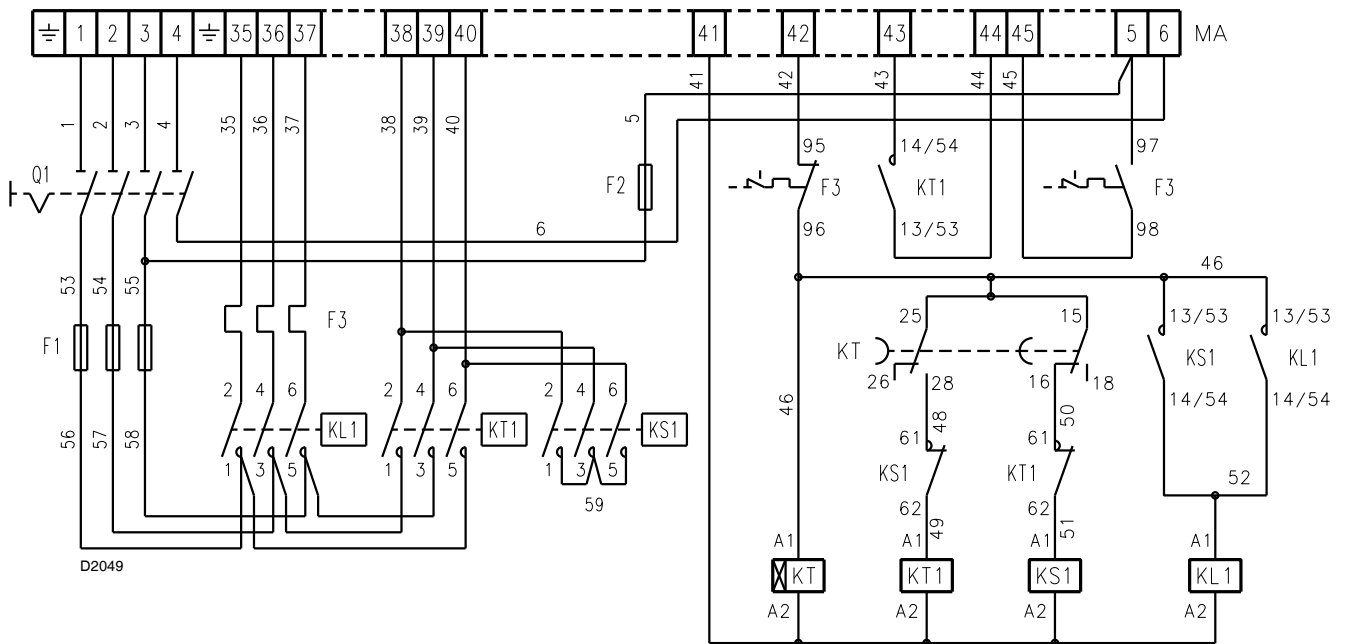 1 2 3 4 35 36 37 38 39 40 41 42 43 44 45 5 6 MA
1 2 3 4 35 36 37 38 39 40 5 41 42 43 44 45
95 14/54 97
Q1 F2 F3 KT1 F3
6 96 13/53 98
46
53 54 55 25 15 13/53 13/53
F1 F3 KT KS1 KL1
26 28 16 18
2 4 6 2 4 6 2 4 6 46 48 50 14/54 14/54
56 57 58 KL1 KT1 KS1 61 61
1 3 5 1 3 5 1 3 5 KS1 KT1 52
59 62 62
49 51
A1 A1 A1 A1
D2049
KT KT1 KS1 KL1
A2 A2 A2 A2